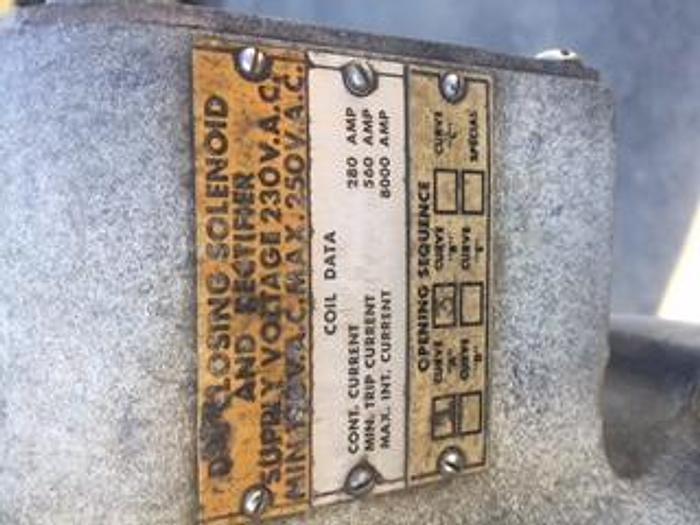 CLOSING SOLENOID
AND RECTIFIER
SUPPLY VOLTAGE 230V.A.C.
MIN. V.A.C. MAX. 250V.A.C.
COIL DATA
CONT. CURRENT 280 AMP
MIN. TRIP CURRENT 560 AMP
MAX. INT. CURRENT 8000 AMP
OPENING SEQUENCE
CURVE "A" CURVE "B" CURVE "C"
CURVE CURVE SPECIAL